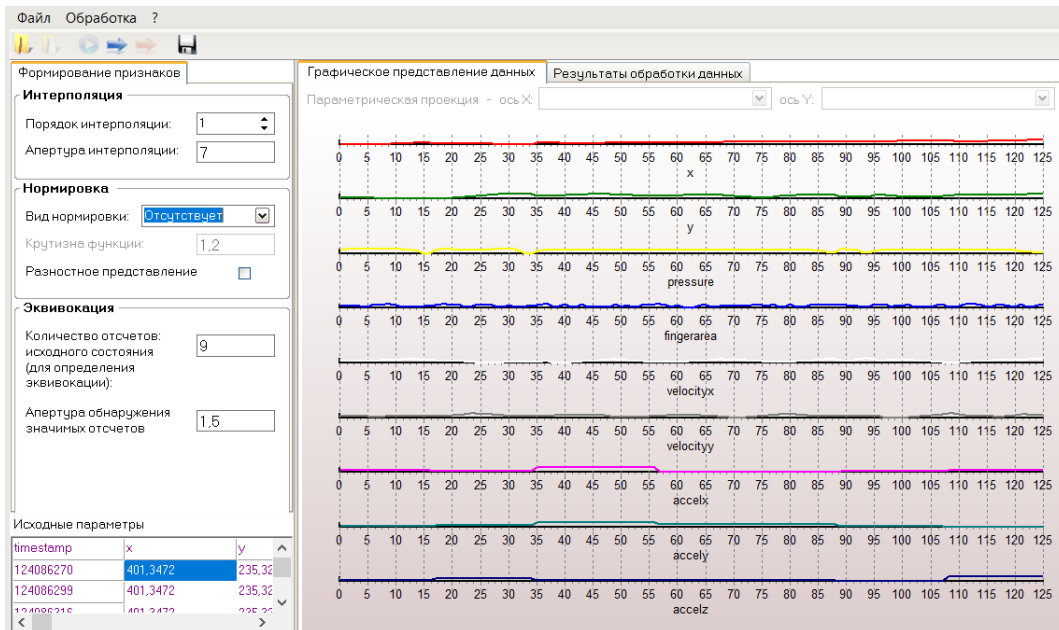 Файл Обработка ?
Формирование признаков
Интерполяция
Порядок интерполяции: 1
Апертура интерполяции: 7
Нормировка
Вид нормировки: Отсутствует
Крутизна функции: 1,2
Разностное представление
Эквивокация
Количество отсчетов:
исходного состояния
(для определения
эквивокации):
9
Апертура обнаружения
значимых отсчетов
1,5
Исходные параметры
timestamp x y
124086270 401,3472 235,32
124086299 401,3472 235,32
124086316 401,3472 235,32
Графическое представление данных Результаты обработки данных
Параметрическая проекция - ось X: ось Y:
0 5 10 15 20 25 30 35 40 45 50 55 60 65 70 75 80 85 90 95 100 105 110 115 120 125
x
0 5 10 15 20 25 30 35 40 45 50 55 60 65 70 75 80 85 90 95 100 105 110 115 120 125
y
0 5 10 15 20 25 30 35 40 45 50 55 60 65 70 75 80 85 90 95 100 105 110 115 120 125
pressure
0 5 10 15 20 25 30 35 40 45 50 55 60 65 70 75 80 85 90 95 100 105 110 115 120 125
fingerarea
0 5 10 15 20 25 30 35 40 45 50 55 60 65 70 75 80 85 90 95 100 105 110 115 120 125
velocityx
0 5 10 15 20 25 30 35 40 45 50 55 60 65 70 75 80 85 90 95 100 105 110 115 120 125
velocityy
0 5 10 15 20 25 30 35 40 45 50 55 60 65 70 75 80 85 90 95 100 105 110 115 120 125
accelx
0 5 10 15 20 25 30 35 40 45 50 55 60 65 70 75 80 85 90 95 100 105 110 115 120 125
accely
0 5 10 15 20 25 30 35 40 45 50 55 60 65 70 75 80 85 90 95 100 105 110 115 120 125
accelz